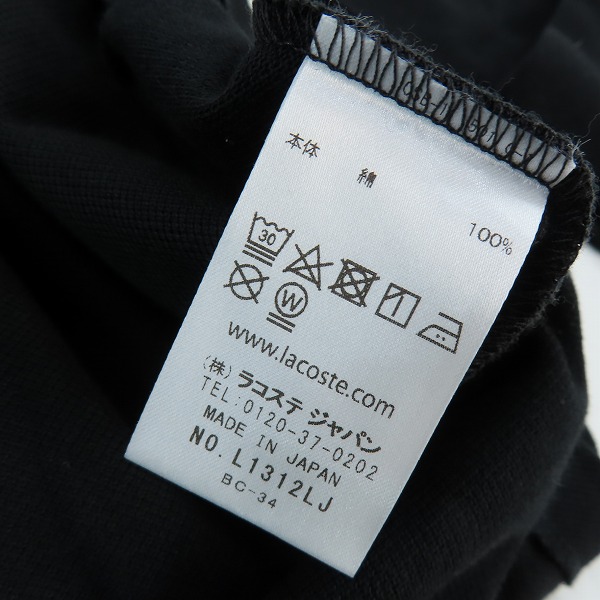 本体 綿 100%
30
W
www.lacoste.com
(株) ラコステ ジャパン
TEL:0120-37-0202
MADE IN JAPAN
NO. L1312LJ
BC-34